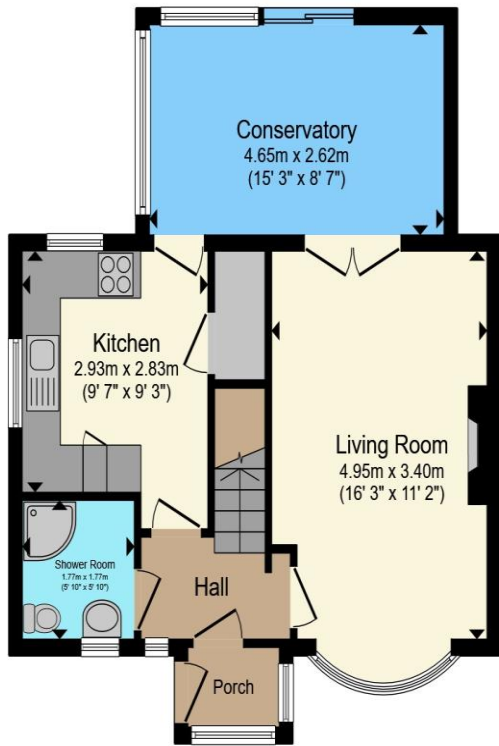 Conservatory
4.65m x 2.62m
(15' 3" x 8' 7")
Kitchen
2.93m x 2.83m
(9' 7" x 9' 3")
Living Room
4.95m x 3.40m
(16' 3" x 11' 2")
Shower Room
1.77m x 1.77m
(5' 10" x 5' 10")
Hall
Porch